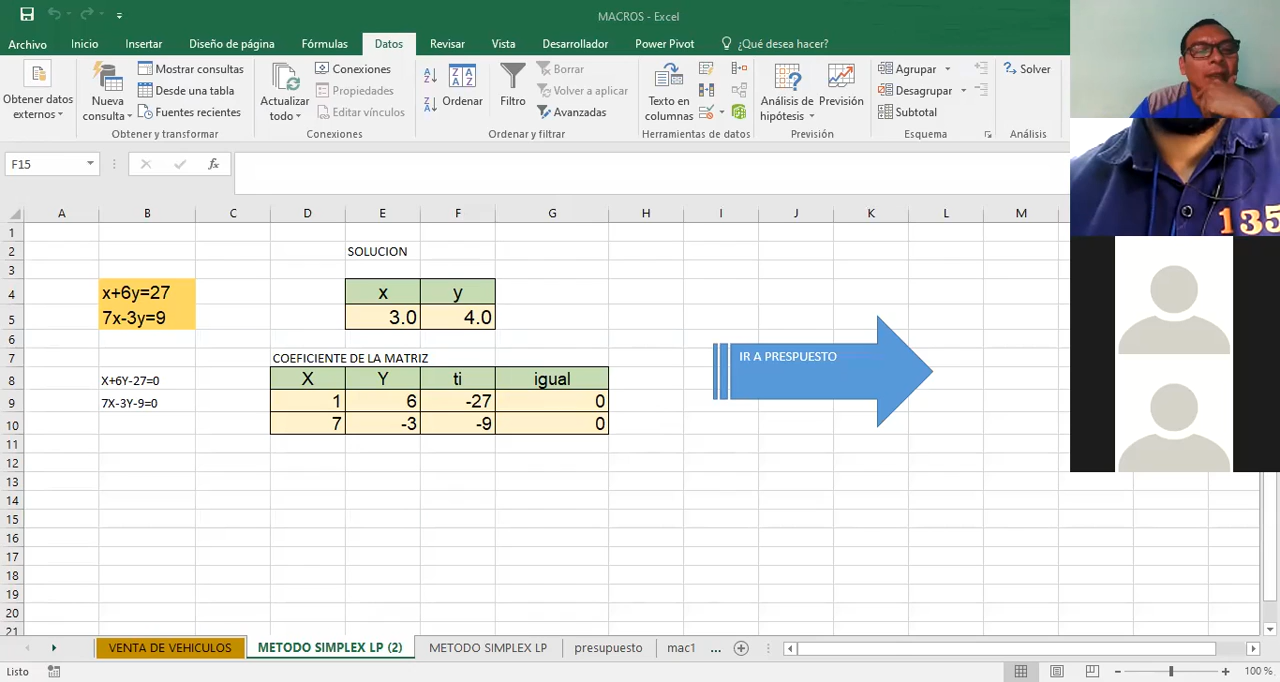 MACROS - Excel
Archivo Inicio Insertar Diseño de página Fórmulas Datos Revisar Vista Desarrollador Power Pivot ¿Qué desea hacer?
Obtener datos externos
Nueva consulta
Mostrar consultas
Desde una tabla
Fuentes recientes
Obtener y transformar
Actualizar todo
Conexiones
Propiedades
Editar vínculos
Conexiones
Ordenar
Filtro
Borrar
Volver a aplicar
Avanzadas
Ordenar y filtrar
Texto en columnas
Herramientas de datos
Análisis de hipótesis
Previsión
Previsión
Agrupar
Desagrupar
Subtotal
Esquema
Solver
Análisis
F15 fx
A B C D E F G H I J K L M
1
2 SOLUCION
3
4 x+6y=27 x y
5 7x-3y=9 3.0 4.0
6
7 COEFICIENTE DE LA MATRIZ
8 X+6Y-27=0 X Y ti igual
9 7X-3Y-9=0 1 6 -27 0
10 7 -3 -9 0
IR A PRESPUESTO
11
12
13
14
15
16
17
18
19
20
21
135
VENTA DE VEHICULOS METODO SIMPLEX LP (2) METODO SIMPLEX LP presupuesto mac1 ...
Listo 100 %